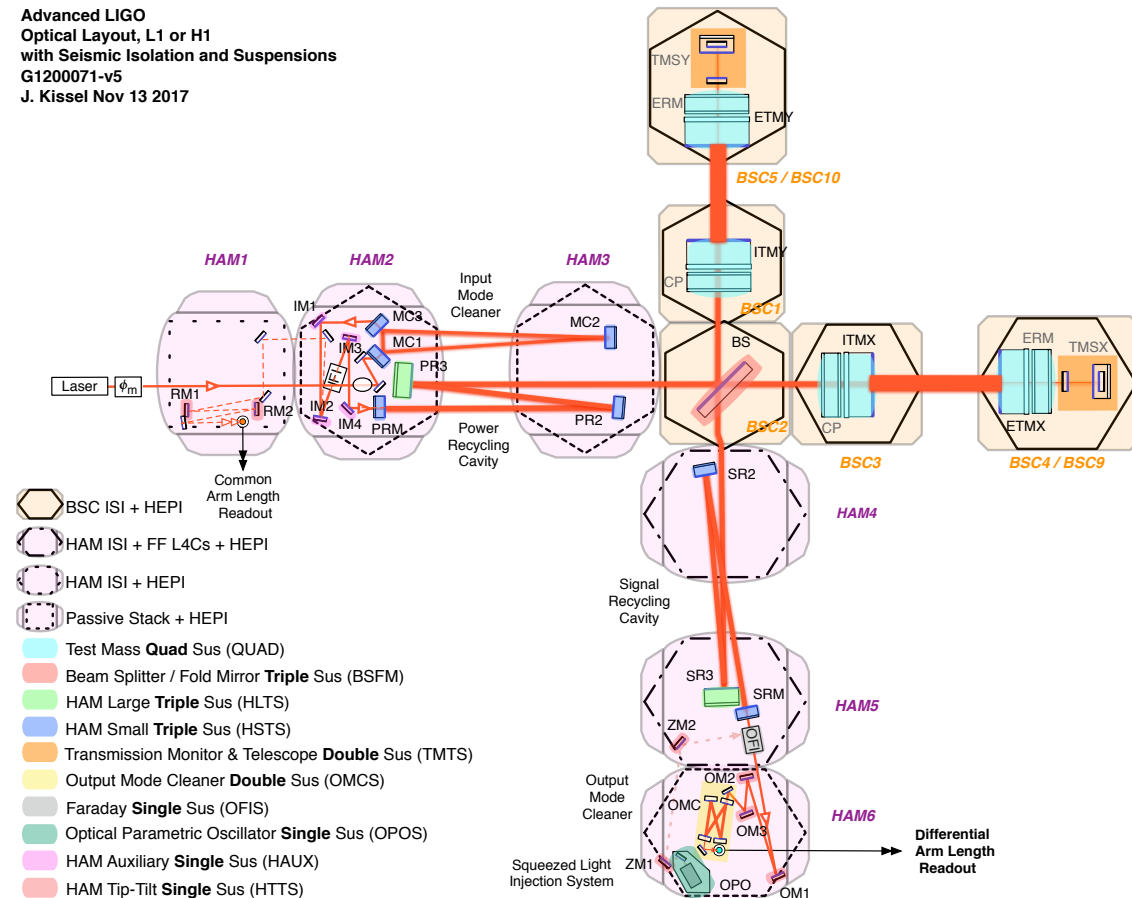 Advanced LIGO
Optical Layout, L1 or H1
with Seismic Isolation and Suspensions
G1200071-v5
J. Kissel Nov 13 2017
TMSY
ERM
ETMY
BSC5 / BSC10
ITMY
CP
BSC1
HAM1
HAM2
Input
Mode
Cleaner
HAM3
IM1
MC3
MC1
IM3
MC2
PR3
IFI
BS
ITMX
ERM
TMSX
Laser
ϕm
RM1
RM2
IM2
IM4
PRM
PR2
BSC2
CP
ETMX
Power
Recycling
Cavity
BSC3
BSC4 / BSC9
Common
Arm Length
Readout
SR2
HAM4
BSC ISI + HEPI
HAM ISI + FF L4Cs + HEPI
HAM ISI + HEPI
Passive Stack + HEPI
Signal
Recycling
Cavity
Test Mass Quad Sus (QUAD)
Beam Splitter / Fold Mirror Triple Sus (BSFM)
HAM Large Triple Sus (HLTS)
HAM Small Triple Sus (HSTS)
Transmission Monitor & Telescope Double Sus (TMTS)
Output Mode Cleaner Double Sus (OMCS)
Faraday Single Sus (OFIS)
Optical Parametric Oscillator Single Sus (OPOS)
HAM Auxiliary Single Sus (HAUX)
HAM Tip-Tilt Single Sus (HTTS)
SR3
SRM
HAM5
ZM2
OFI
Output
Mode
Cleaner
OM2
OMC
OM3
HAM6
Differential
Arm Length
Readout
ZM1
Squeezed Light
Injection System
OPO
OM1